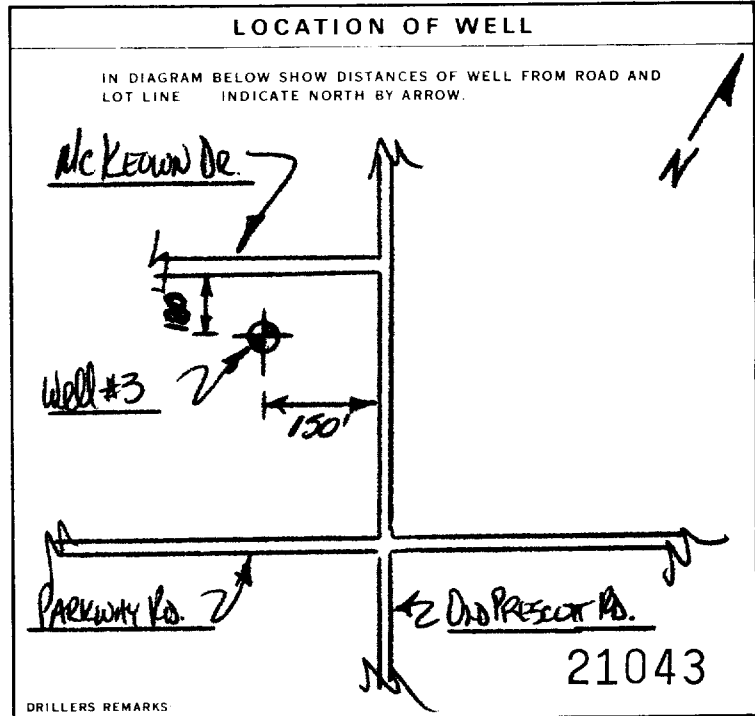 LOCATION OF WELL
IN DIAGRAM BELOW SHOW DISTANCES OF WELL FROM ROAD AND
LOT LINE INDICATE NORTH BY ARROW.
N
McKEOWN DR.
Well #3
150'
PARKWAY RD.
OLD PRESCOTT RD.
21043
DRILLERS REMARKS